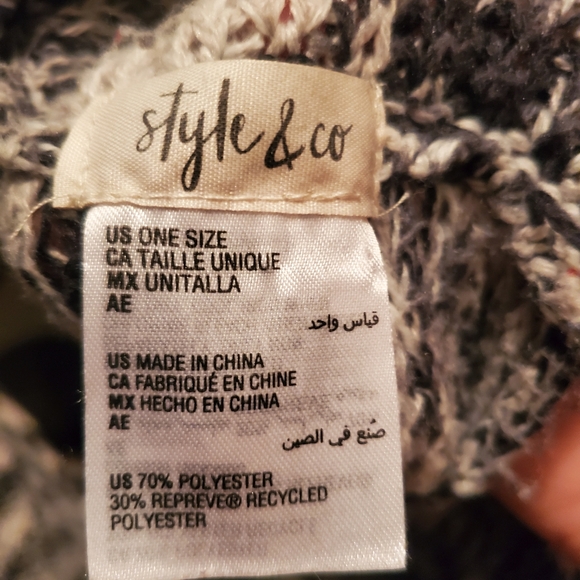 style & co
US ONE SIZE
CA TAILLE UNIQUE
MX UNITALLA
AE
قياس واحد
US MADE IN CHINA
CA FABRIQUÉ EN CHINE
MX HECHO EN CHINA
AE
صُنع في الصين
US 70% POLYESTER
30% REPREVE® RECYCLED
POLYESTER